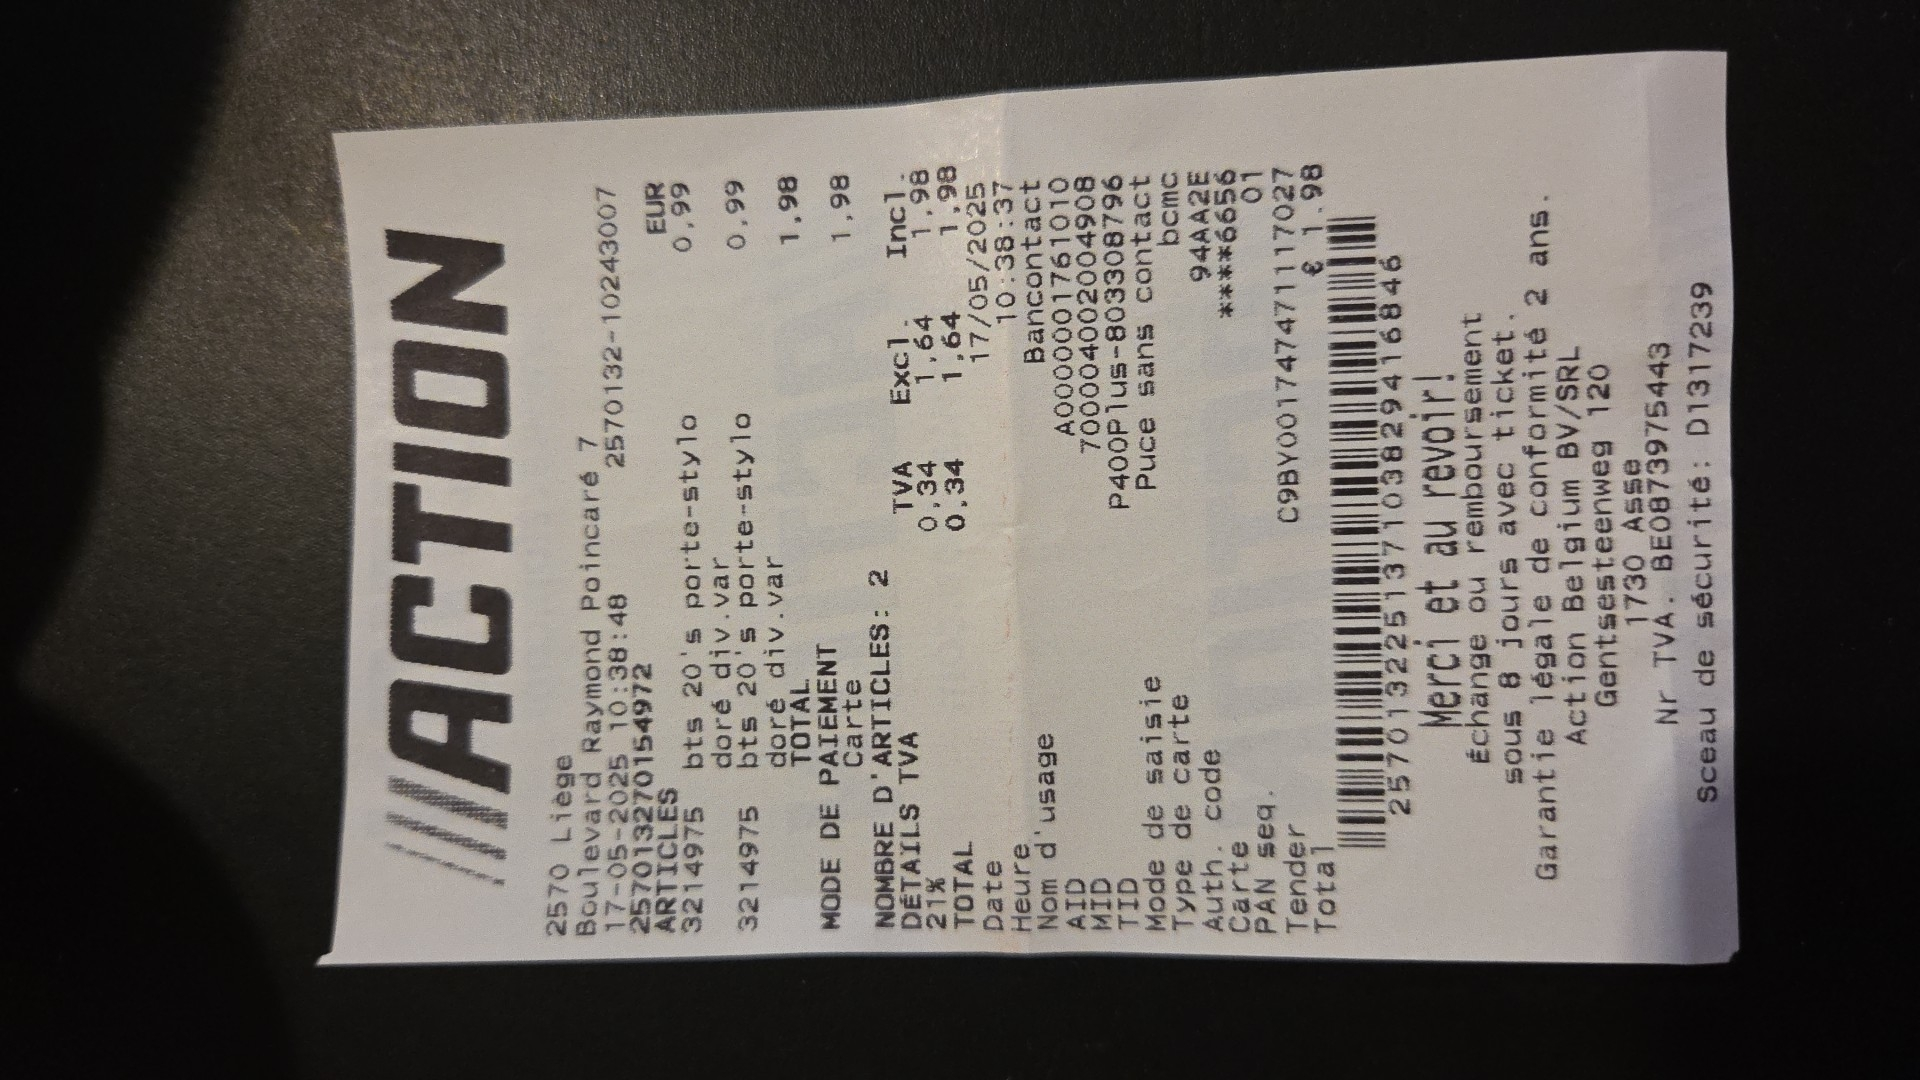 ACTION
2570 Liège
Boulevard Raymond Poincaré 7
17-05-2025 10:38:48 2570132-10243007
257013270154972
ARTICLES EUR
3214975 bts 20's porte-stylo 0,99
doré div.var
3214975 bts 20's porte-stylo 0,99
doré div.var
TOTAL 1,98
MODE DE PAIEMENT
Carte 1,98
NOMBRE D'ARTICLES: 2
DÉTAILS TVA TVA Excl. Incl.
21% 0,34 1,64 1,98
TOTAL 0,34 1,64 1,98
Date 17/05/2025
Heure 10:38:37
Nom d'usage Bancontact
AID A0000001761010
MID 700004002004908
TID P400Plus-803308796
Mode de saisie Puce sans contact
Type de carte bcmc
Auth. code 94AA2E
Carte ****6656
PAN seq. 01
Tender C9BY001747471117027
Total € 1.98
257013225137103829416846
Merci et au revoir!
Échange ou remboursement
sous 8 jours avec ticket.
Garantie légale de conformité 2 ans.
Action Belgium BV/SRL
Gentsesteenweg 120
1730 Asse
Nr TVA. BE0873975443
Sceau de sécurité: D1317239